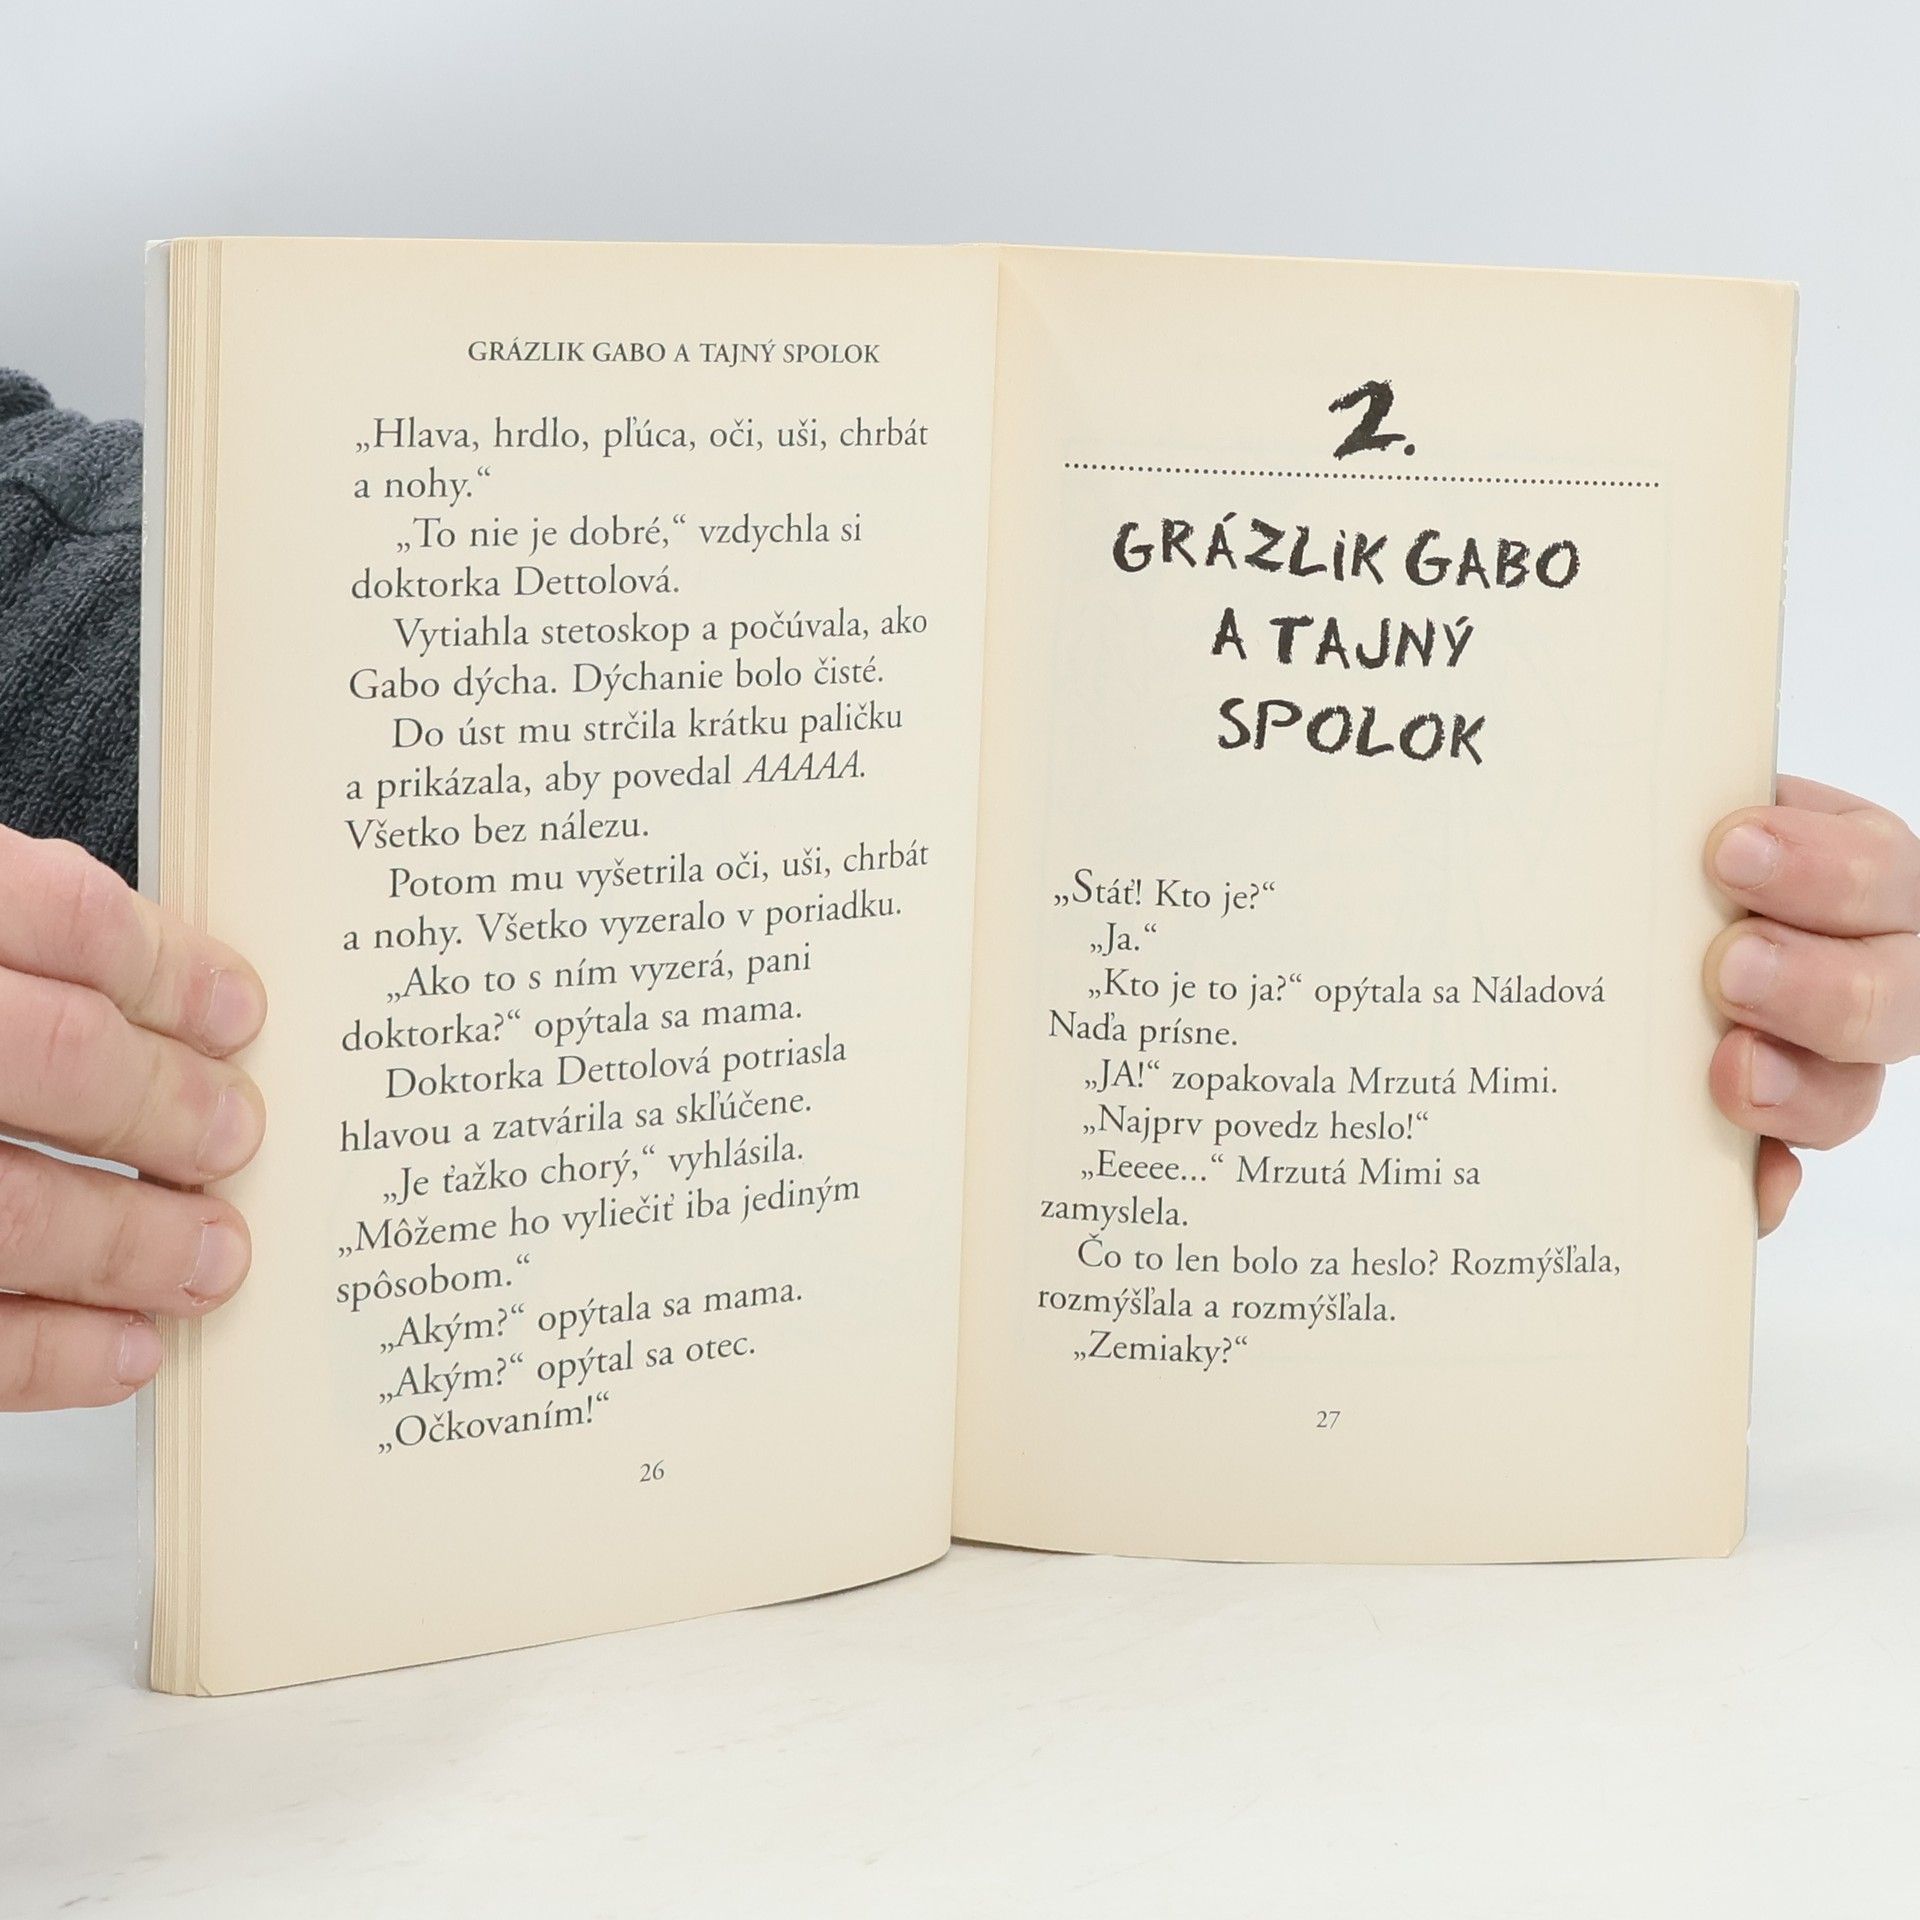 GRÁZLIK GABO A TAJNÝ SPOLOK
„Hlava, hrdlo, pľúca, oči, uši, chrbát
a nohy.“
„To nie je dobré,“ vzdychla si
doktorka Dettolová.
Vytiahla stetoskop a počúvala, ako
Gabo dýcha. Dýchanie bolo čisté.
Do úst mu strčila krátku paličku
a prikázala, aby povedal AAAAA.
Všetko bez nálezu.
Potom mu vyšetrila oči, uši, chrbát
a nohy. Všetko vyzeralo v poriadku.
„Ako to s ním vyzerá, pani
doktorka?“ opýtala sa mama.
Doktorka Dettolová potriasla
hlavou a zatvárila sa skľúčene.
„Je ťažko chorý,“ vyhlásila.
„Môžeme ho vyliečiť iba jediným
spôsobom.“
„Akým?“ opýtala sa mama.
„Akým?“ opýtal sa otec.
„Očkovaním!“
26
2.
GRÁZLIK GABO
A TAJNÝ
SPOLOK
„Stáť! Kto je?“
„Ja.“
„Kto je to ja?“ opýtala sa Náladová
Naďa prísne.
„JA!“ zopakovala Mrzutá Mimi.
„Najprv povedz heslo!“
„Eeeee...“ Mrzutá Mimi sa
zamyslela.
Čo to len bolo za heslo? Rozmýšľala,
rozmýšľala a rozmýšľala.
„Zemiaky?“
27